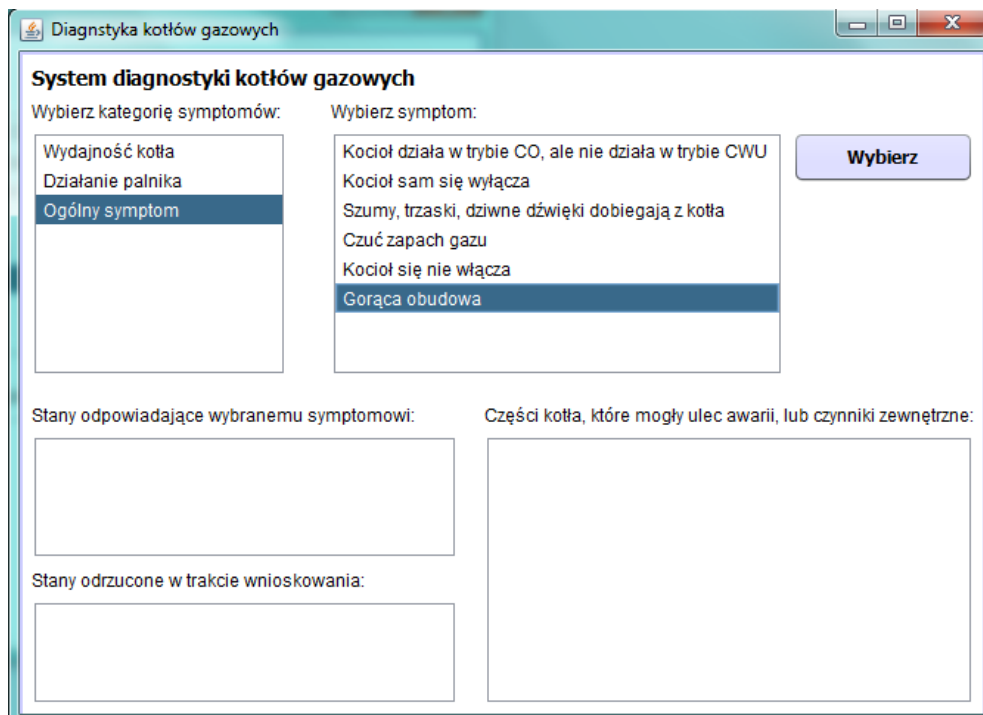 Diagnstyka kotłów gazowych
System diagnostyki kotłów gazowych
Wybierz kategorię symptomów:
Wybierz symptom:
Wydajność kotła
Działanie palnika
Ogólny symptom
Kocioł działa w trybie CO, ale nie działa w trybie CWU
Kocioł sam się wyłącza
Szumy, trzaski, dziwne dźwięki dobiegają z kotła
Czuć zapach gazu
Kocioł się nie włącza
Gorąca obudowa
Wybierz
Stany odpowiadające wybranemu symptomowi:
Części kotła, które mogły ulec awarii, lub czynniki zewnętrzne:
Stany odrzucone w trakcie wnioskowania: